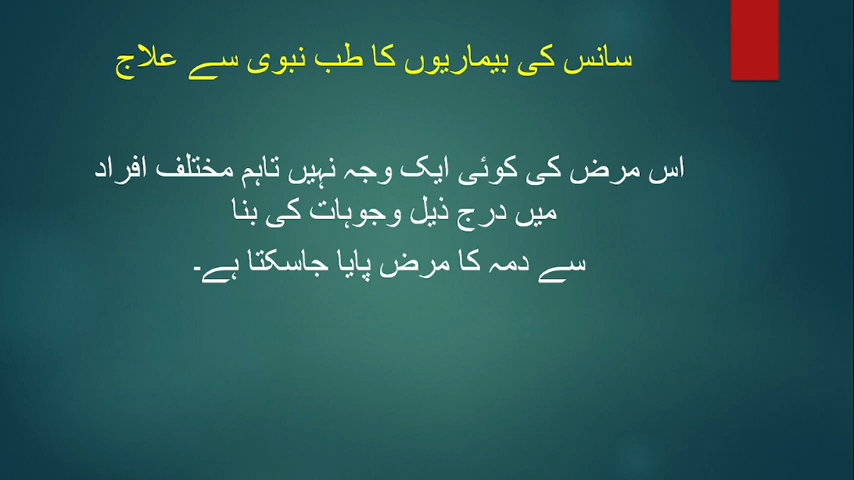 سانس کی بیماریوں کا طب نبوی سے علاج
اس مرض کی کوئی ایک وجہ نہیں تاہم مختلف افراد
میں درج ذیل وجوہات کی بنا
سے دمہ کا مرض پایا جاسکتا ہے۔